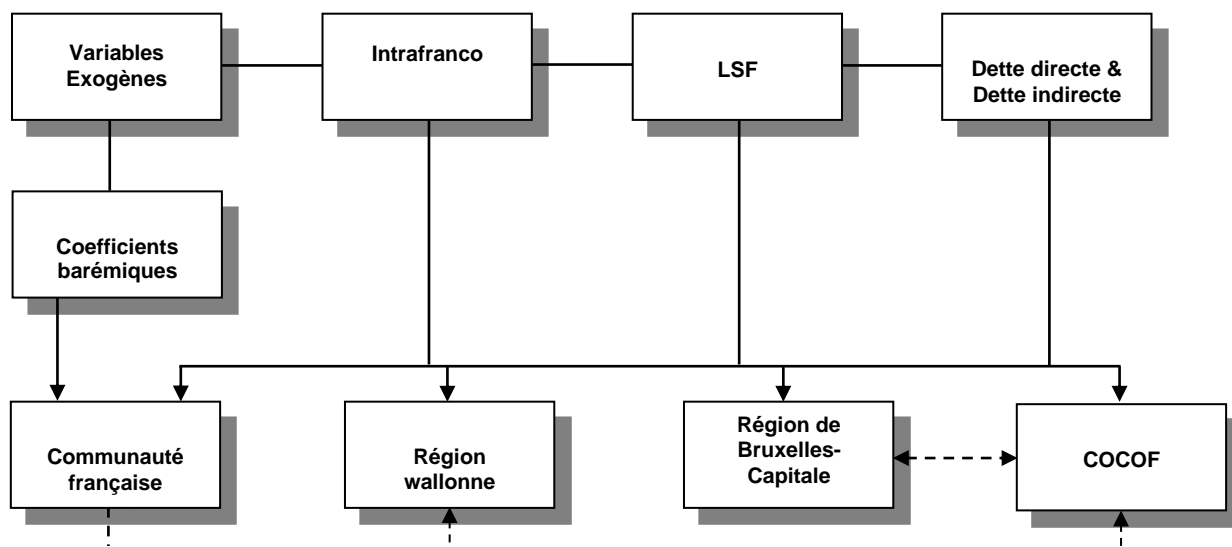 Variables
Exogènes
Intrafranco
LSF
Dette directe &
Dette indirecte
Coefficients
barémiques
Communauté
française
Région
wallonne
Région de
Bruxelles-
Capitale
COCOF